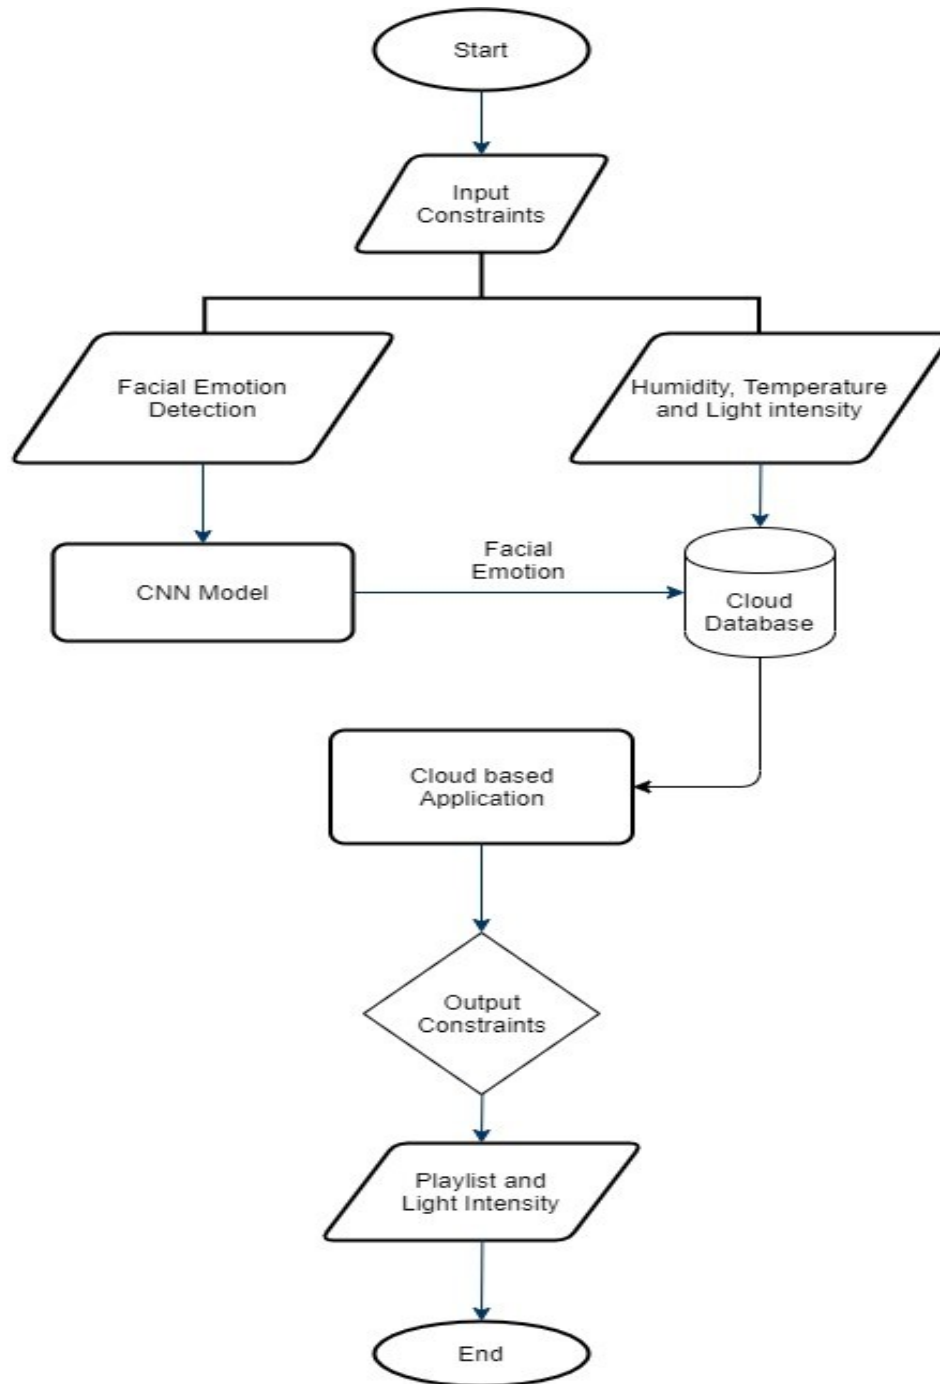 Start
Input
Constraints
Facial Emotion
Detection
Humidity, Temperature
and Light intensity
CNN Model
Facial
Emotion
Cloud
Database
Cloud based
Application
Output
Constraints
Playlist and
Light Intensity
End